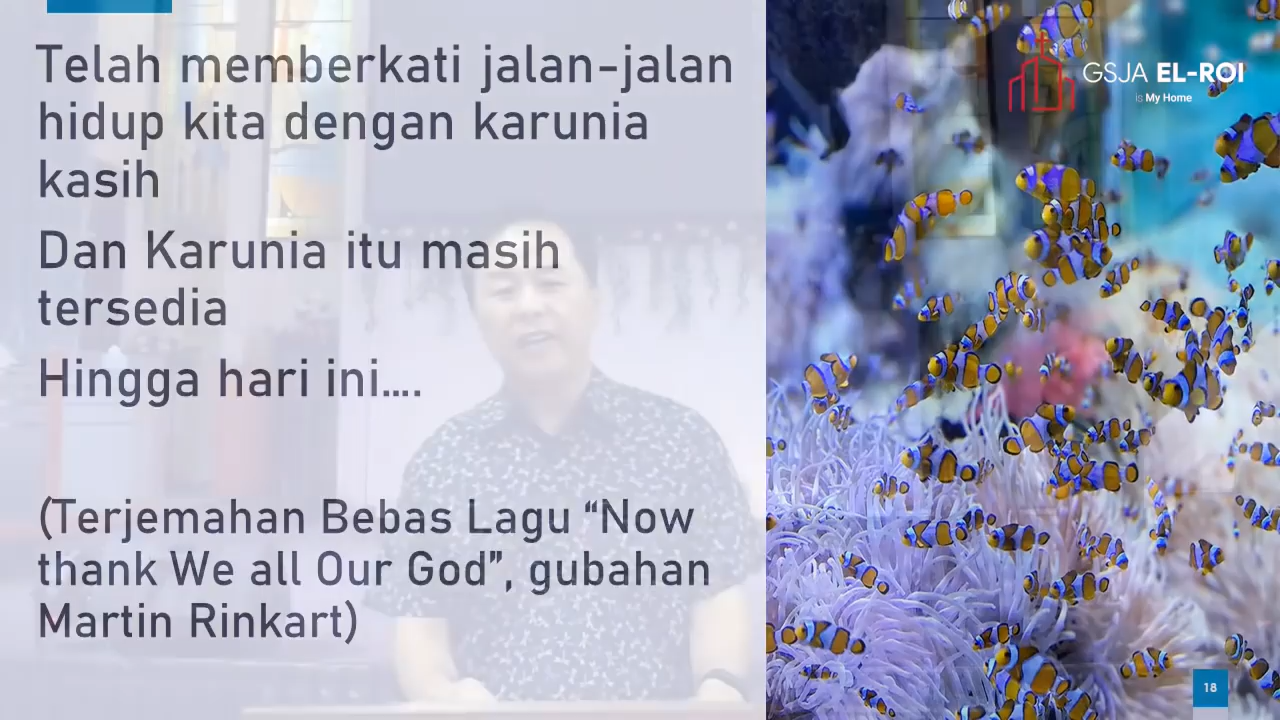 Telah memberkati jalan-jalan
hidup kita dengan karunia
kasih
Dan Karunia itu masih
tersedia
Hingga hari ini....
(Terjemahan Bebas Lagu “Now
thank We all Our God”, gubahan
Martin Rinkart)
GSJA EL-ROI
is My Home
18